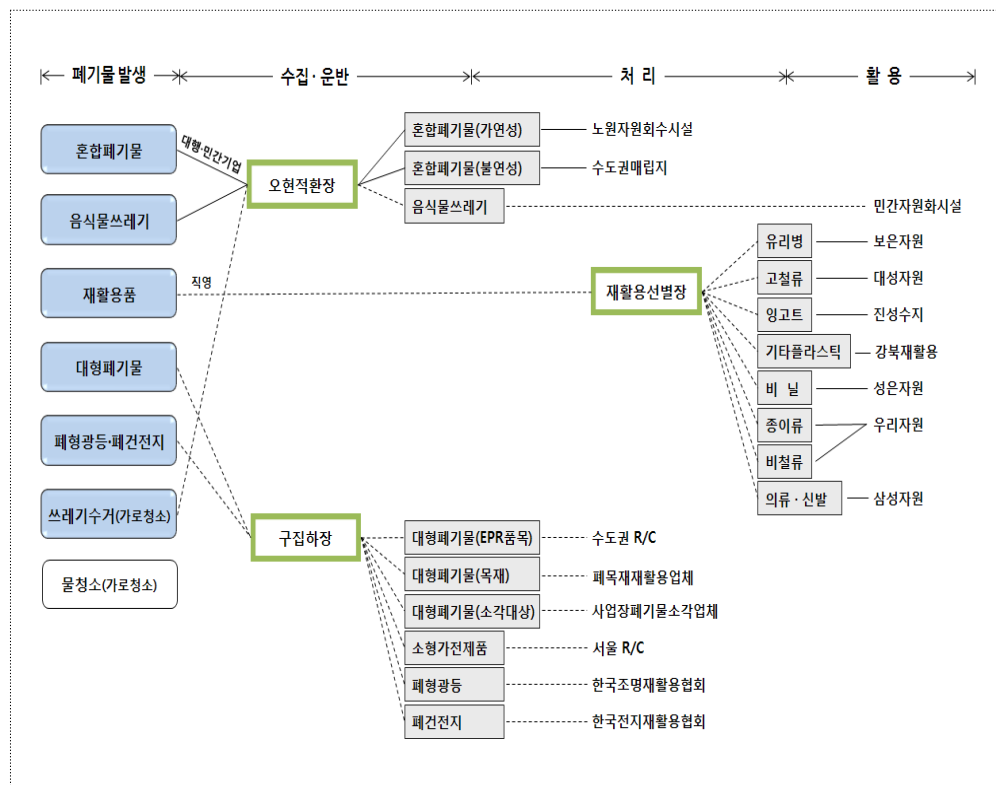 폐기물 발생
수집·운반
처 리
활 용
혼합폐기물
음식물쓰레기
재활용품
대형폐기물
폐형광등·폐건전지
쓰레기수거(가로청소)
물청소(가로청소)
대행·민간기업
직영
오현적환장
구집하장
혼합폐기물(가연성)
노원자원회수시설
혼합폐기물(불연성)
수도권매립지
음식물쓰레기
민간자원화시설
재활용선별장
유리병
보은자원
고철류
대성자원
잉고트
진성수지
기타플라스틱
강북재활용
비 닐
성은자원
종이류
우리자원
비철류
의류·신발
삼성자원
대형폐기물(EPR품목)
수도권 R/C
대형폐기물(목재)
폐목재재활용업체
대형폐기물(소각대상)
사업장폐기물소각업체
소형가전제품
서울 R/C
폐형광등
한국조명재활용협회
폐건전지
한국전지재활용협회